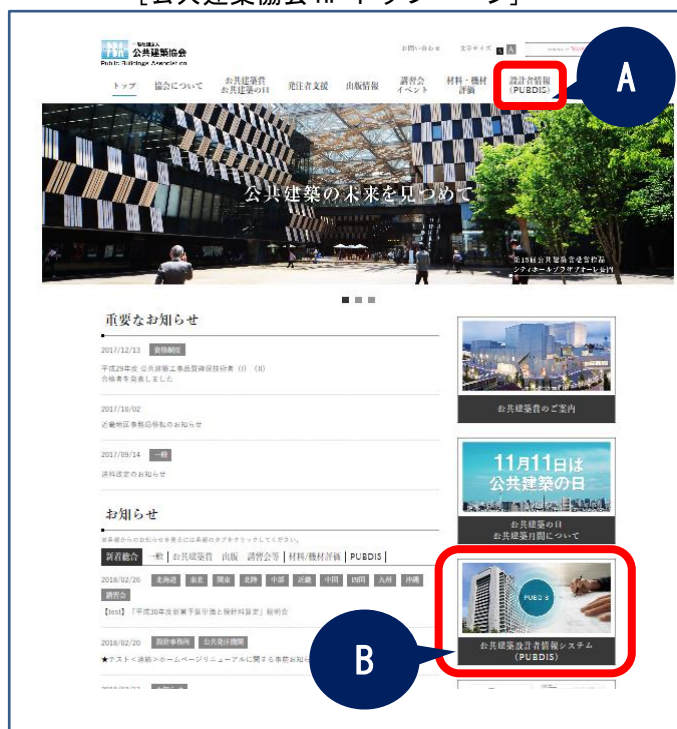 [公共建築協会 HP トップページ]
一般社団法人
公共建築協会
Public Buildings Association
お問い合わせ
文字サイズ
A
トップ
協会について
公共建築賞
公共建築の日
発注者支援
出版情報
講習会
イベント
材料・機材
評価
設計者情報
(PUBDIS)
A
公共建築の未来を見つめて
第15回公共建築賞受賞作品
シティホールプラザアオーレ長岡
重要なお知らせ
2017/12/13 資格制度
平成29年度 公共建築工事品質確保技術者(Ⅰ)(Ⅱ)
合格者を発表しました
2017/10/02
近畿地区事務局移転のお知らせ
2017/09/14 一般
送料改定のお知らせ
公共建築賞のご案内
11月11日は
公共建築の日
公共建築の日
公共建築月間について
お知らせ
新着総合 一般 公共建築賞 出版 講習会等 材料/機材評価 PUBDIS
2018/02/26 北海道 東北 関東 北陸 中部 近畿 中国 四国 九州 沖縄
講習会
【test】「平成30年度新営予算単価と設計料算定」説明会
2018/02/20 設計事務所 公共発注機関
★テスト<連絡>ホームページリニューアルに関する事前お知ら
PUBDIS
公共建築設計者情報システム
(PUBDIS)
B